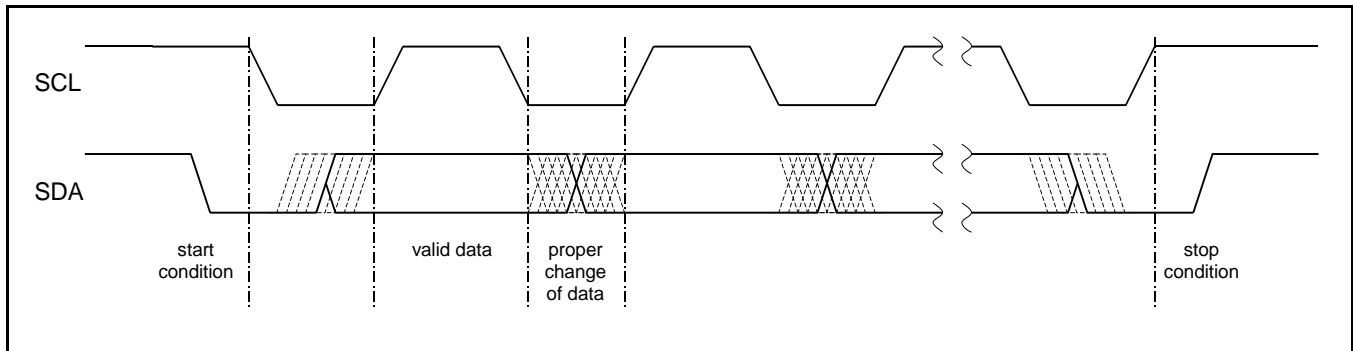 SCL
SDA
start
condition
valid data
proper
change
of data
stop
condition